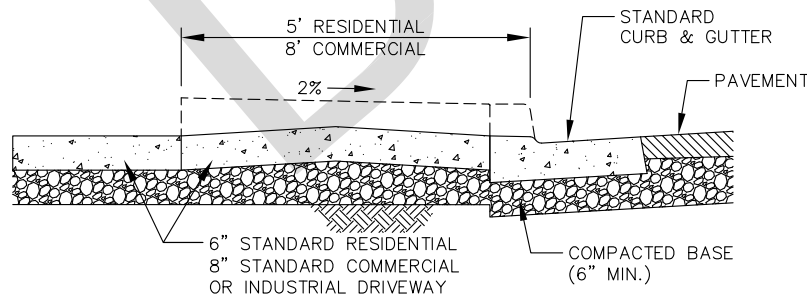 5' RESIDENTIAL
8' COMMERCIAL
STANDARD
CURB & GUTTER
2%
PAVEMENT
6" STANDARD RESIDENTIAL
8" STANDARD COMMERCIAL
OR INDUSTRIAL DRIVEWAY
COMPACTED BASE
(6" MIN.)